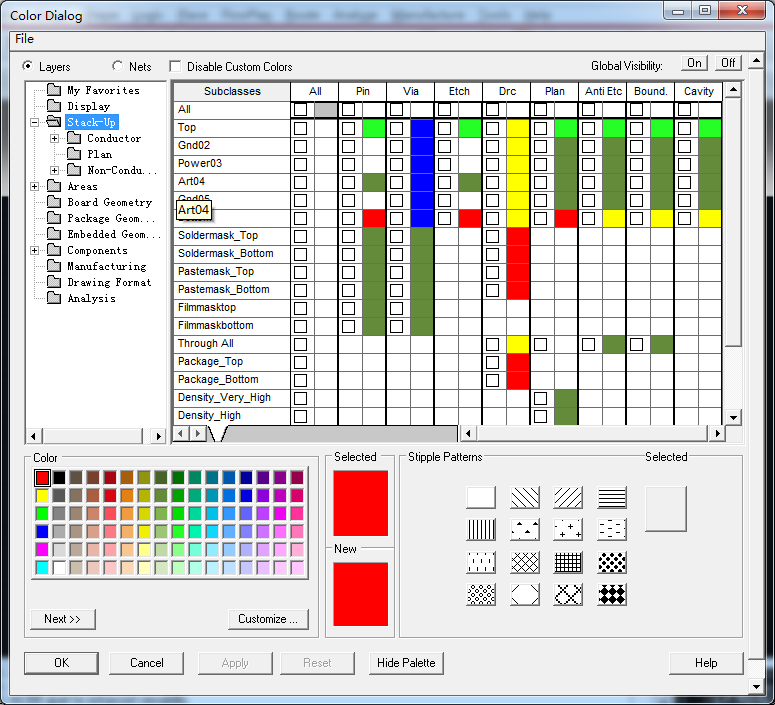 Color Dialog
File
Layers Nets Disable Custom Colors Global Visibility: On Off
My Favorites
Display
Stack-Up
Conductor
Plan
Non-Condu...
Areas
Board Geometry
Package Geom...
Embedded Geom...
Components
Manufacturing
Drawing Format
Analysis
Subclasses All Pin Via Etch Drc Plan Anti Etc Bound. Cavity
All
Top
Gnd02
Power03
Art04
Art04
Soldermask_Top
Soldermask_Bottom
Pastemask_Top
Pastemask_Bottom
Filmmasktop
Filmmaskbottom
Through All
Package_Top
Package_Bottom
Density_Very_High
Density_High
Color
Next >> Customize ...
Selected
New
Stipple Patterns Selected
OK Cancel Apply Reset Hide Palette Help